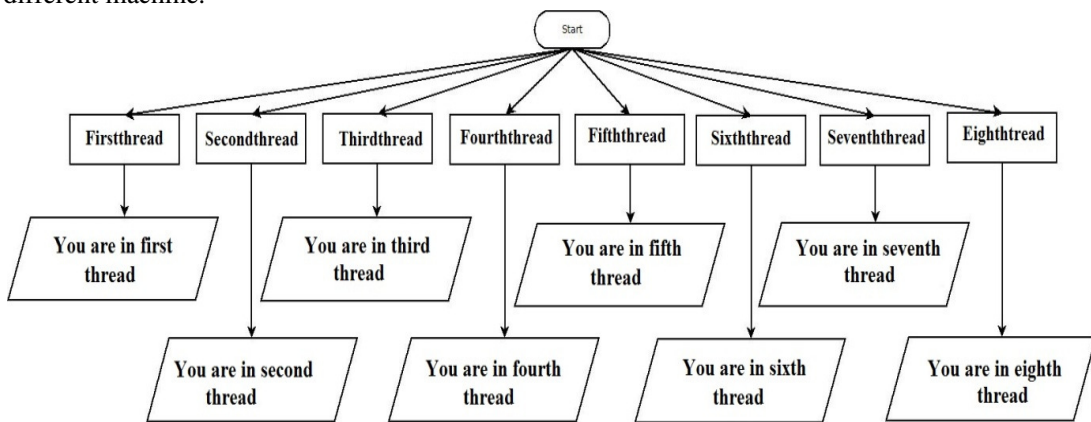 different machine.
Start
Firstthread
Secondthread
Thirdthread
Fourththread
Fifththread
Sixththread
Sevenththread
Eighthtread
You are in first
thread
You are in third
thread
You are in fifth
thread
You are in seventh
thread
You are in second
thread
You are in fourth
thread
You are in sixth
thread
You are in eighth
thread